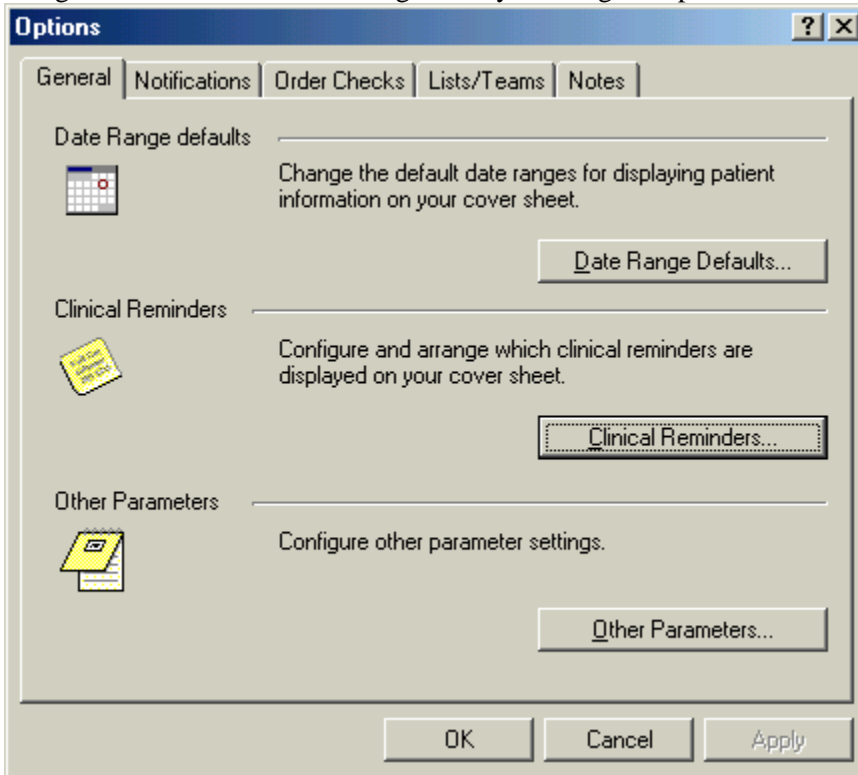 Options
General Notifications Order Checks Lists/Teams Notes
Date Range defaults
Change the default date ranges for displaying patient
information on your cover sheet.
Date Range Defaults...
Clinical Reminders
Configure and arrange which clinical reminders are
displayed on your cover sheet.
Clinical Reminders...
Other Parameters
Configure other parameter settings.
Other Parameters...
OK Cancel Apply